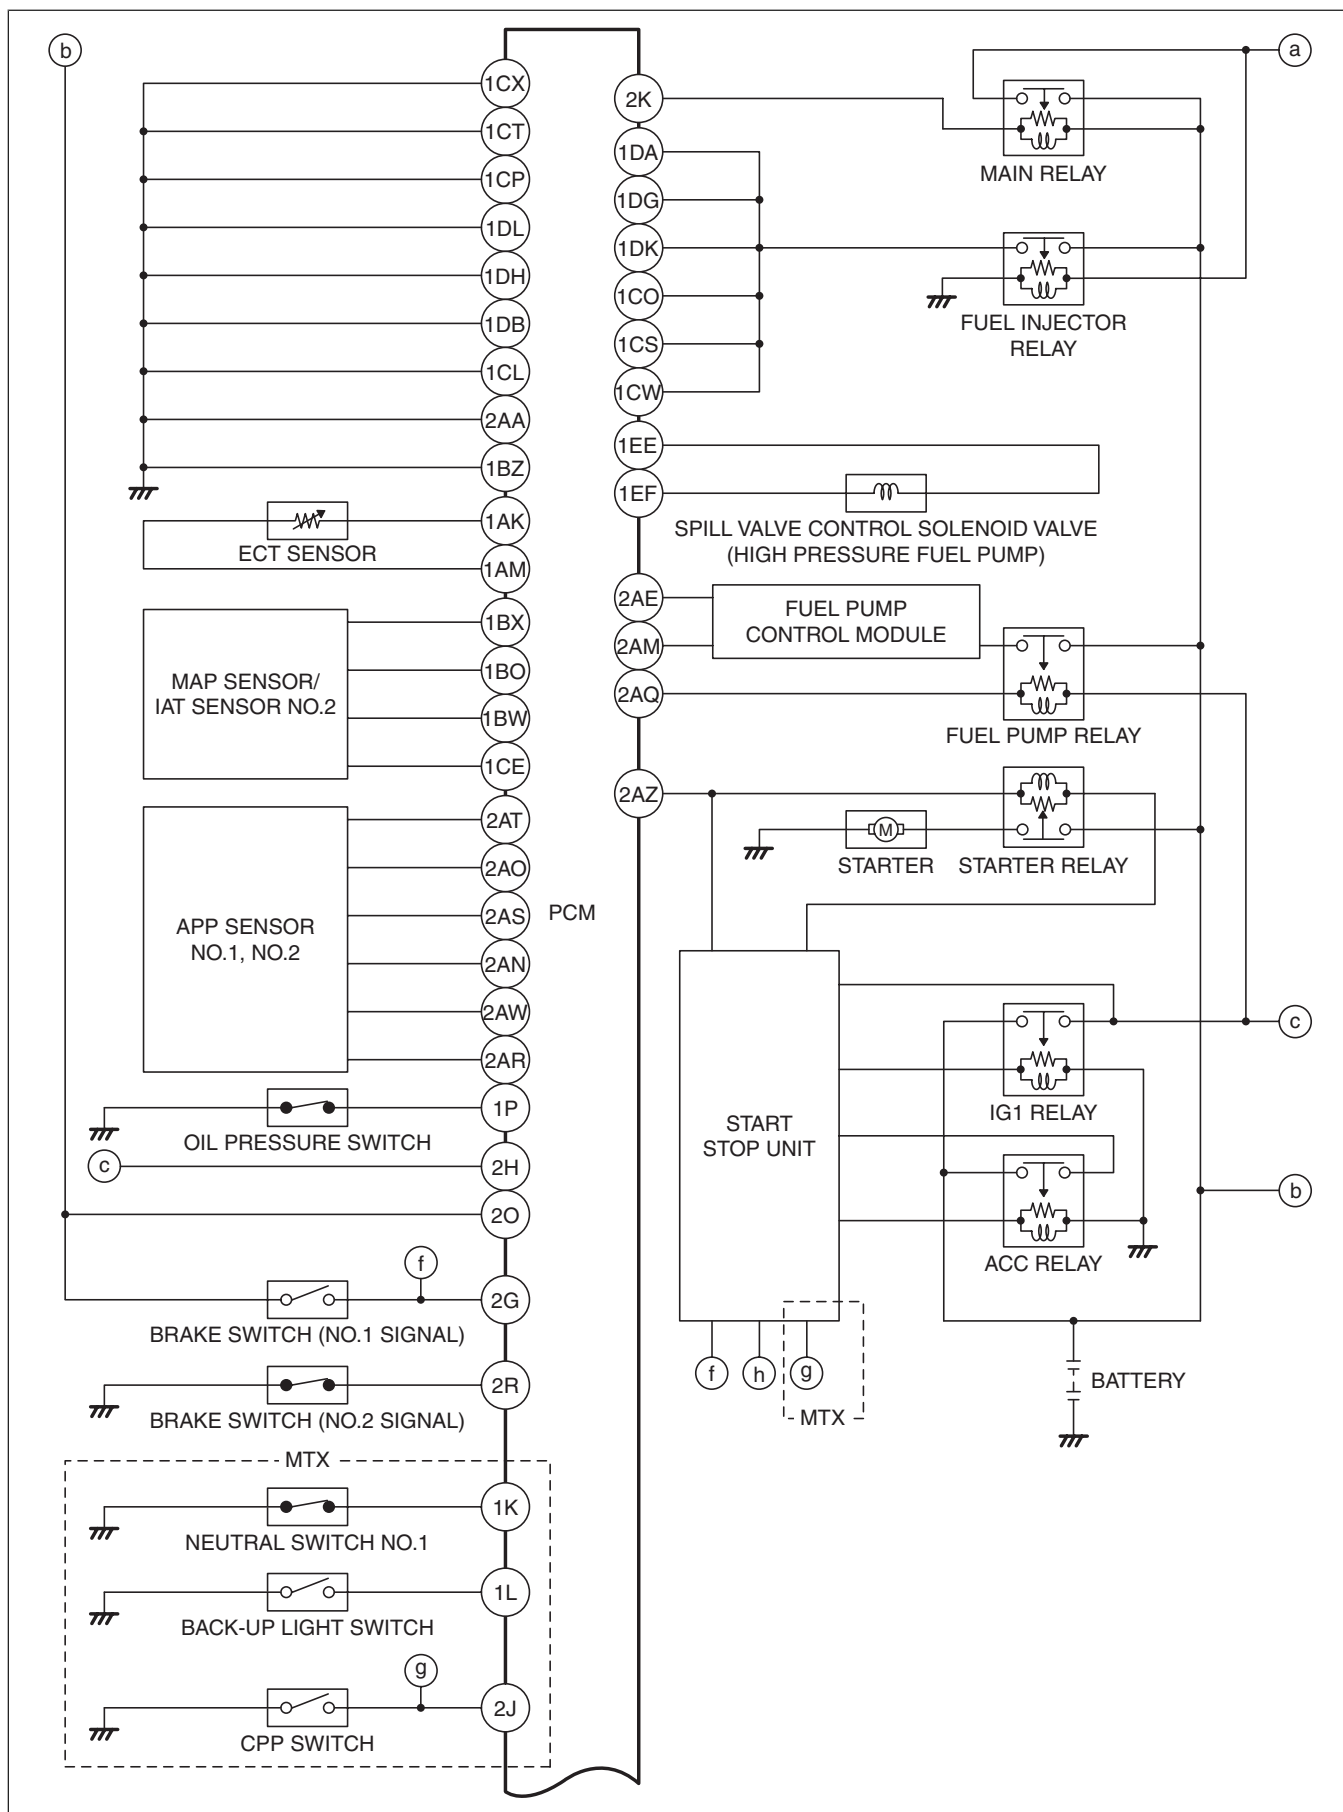 b
a
1CX
1CT
1CP
1DL
1DH
1DB
1CL
2AA
1BZ
1AK
ECT SENSOR
1AM
1BX
1BO
1BW
1CE
MAP SENSOR/
IAT SENSOR NO.2
2AT
2AO
2AS
2AN
2AW
2AR
APP SENSOR
NO.1, NO.2
1P
OIL PRESSURE SWITCH
c
2H
2O
f
2G
BRAKE SWITCH (NO.1 SIGNAL)
2R
BRAKE SWITCH (NO.2 SIGNAL)
MTX
1K
NEUTRAL SWITCH NO.1
1L
BACK-UP LIGHT SWITCH
g
2J
CPP SWITCH
PCM
2K
MAIN RELAY
1DA
1DG
1DK
1CO
1CS
1CW
FUEL INJECTOR
RELAY
1EE
1EF
SPILL VALVE CONTROL SOLENOID VALVE
(HIGH PRESSURE FUEL PUMP)
2AE
2AM
FUEL PUMP
CONTROL MODULE
2AQ
FUEL PUMP RELAY
2AZ
M
STARTER
STARTER RELAY
START
STOP UNIT
c
IG1 RELAY
b
ACC RELAY
f
h
g
MTX
BATTERY